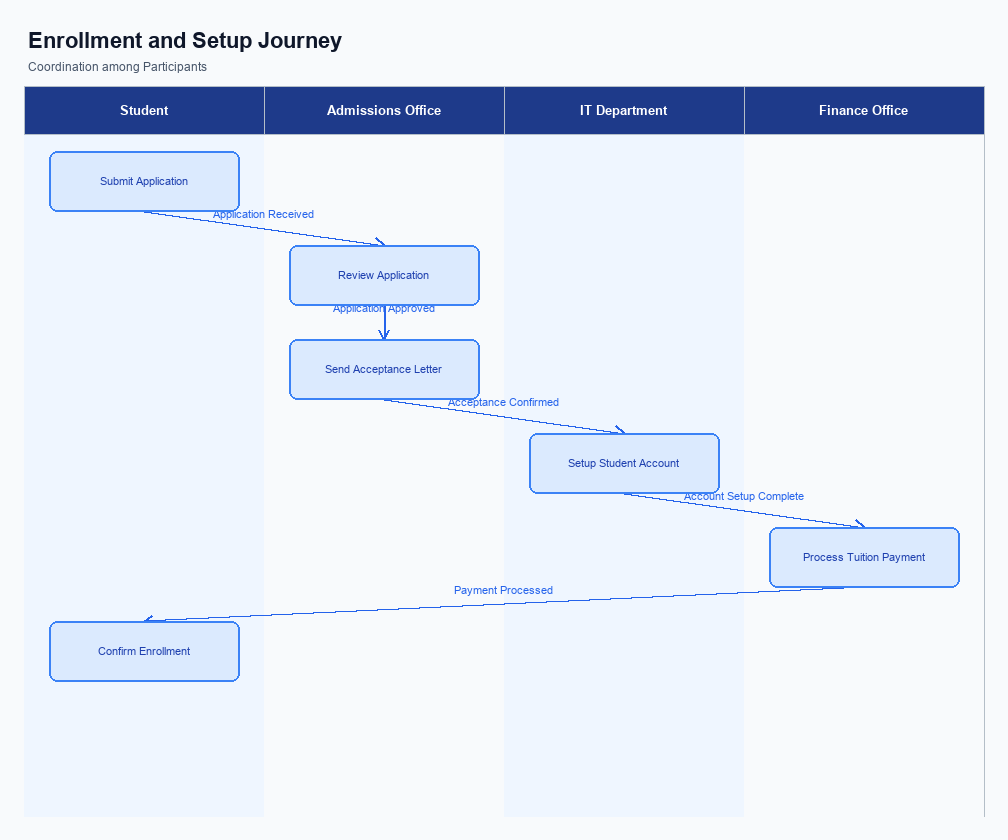 Enrollment and Setup Journey
Coordination among Participants
Student
Admissions Office
IT Department
Finance Office
Submit Application
Application Received
Review Application
Application Approved
Send Acceptance Letter
Acceptance Confirmed
Setup Student Account
Account Setup Complete
Process Tuition Payment
Payment Processed
Confirm Enrollment